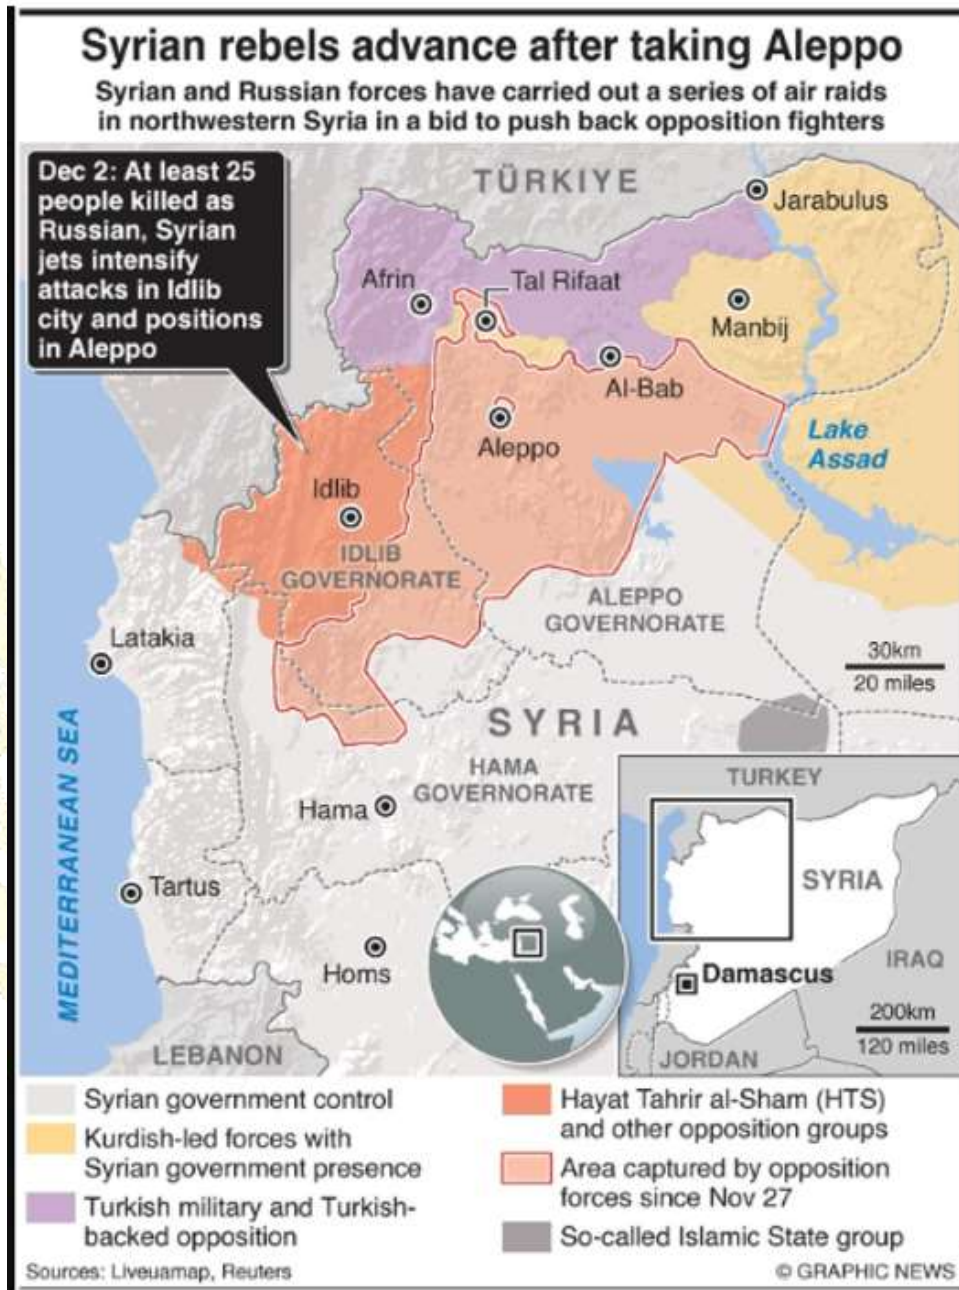 Syrian rebels advance after taking Aleppo
Syrian and Russian forces have carried out a series of air raids
in northwestern Syria in a bid to push back opposition fighters
Dec 2: At least 25
people killed as
Russian, Syrian
jets intensify
attacks in Idlib
city and positions
in Aleppo
TÜRKIYE
Jarabulus
Afrin
Tal Rifaat
Manbij
Al-Bab
Aleppo
Lake
Assad
Idlib
IDLIB
GOVERNORATE
ALEPPO
GOVERNORATE
Latakia
30km
20 miles
SYRIA
HAMA
GOVERNORATE
Hama
MEDITERRANEAN SEA
Tartus
Homs
LEBANON
TURKEY
SYRIA
IRAQ
Damascus
200km
120 miles
JORDAN
Syrian government control
Kurdish-led forces with
Syrian government presence
Turkish military and Turkish-
backed opposition
Hayat Tahrir al-Sham (HTS)
and other opposition groups
Area captured by opposition
forces since Nov 27
So-called Islamic State group
Sources: Liveuamap, Reuters
© GRAPHIC NEWS